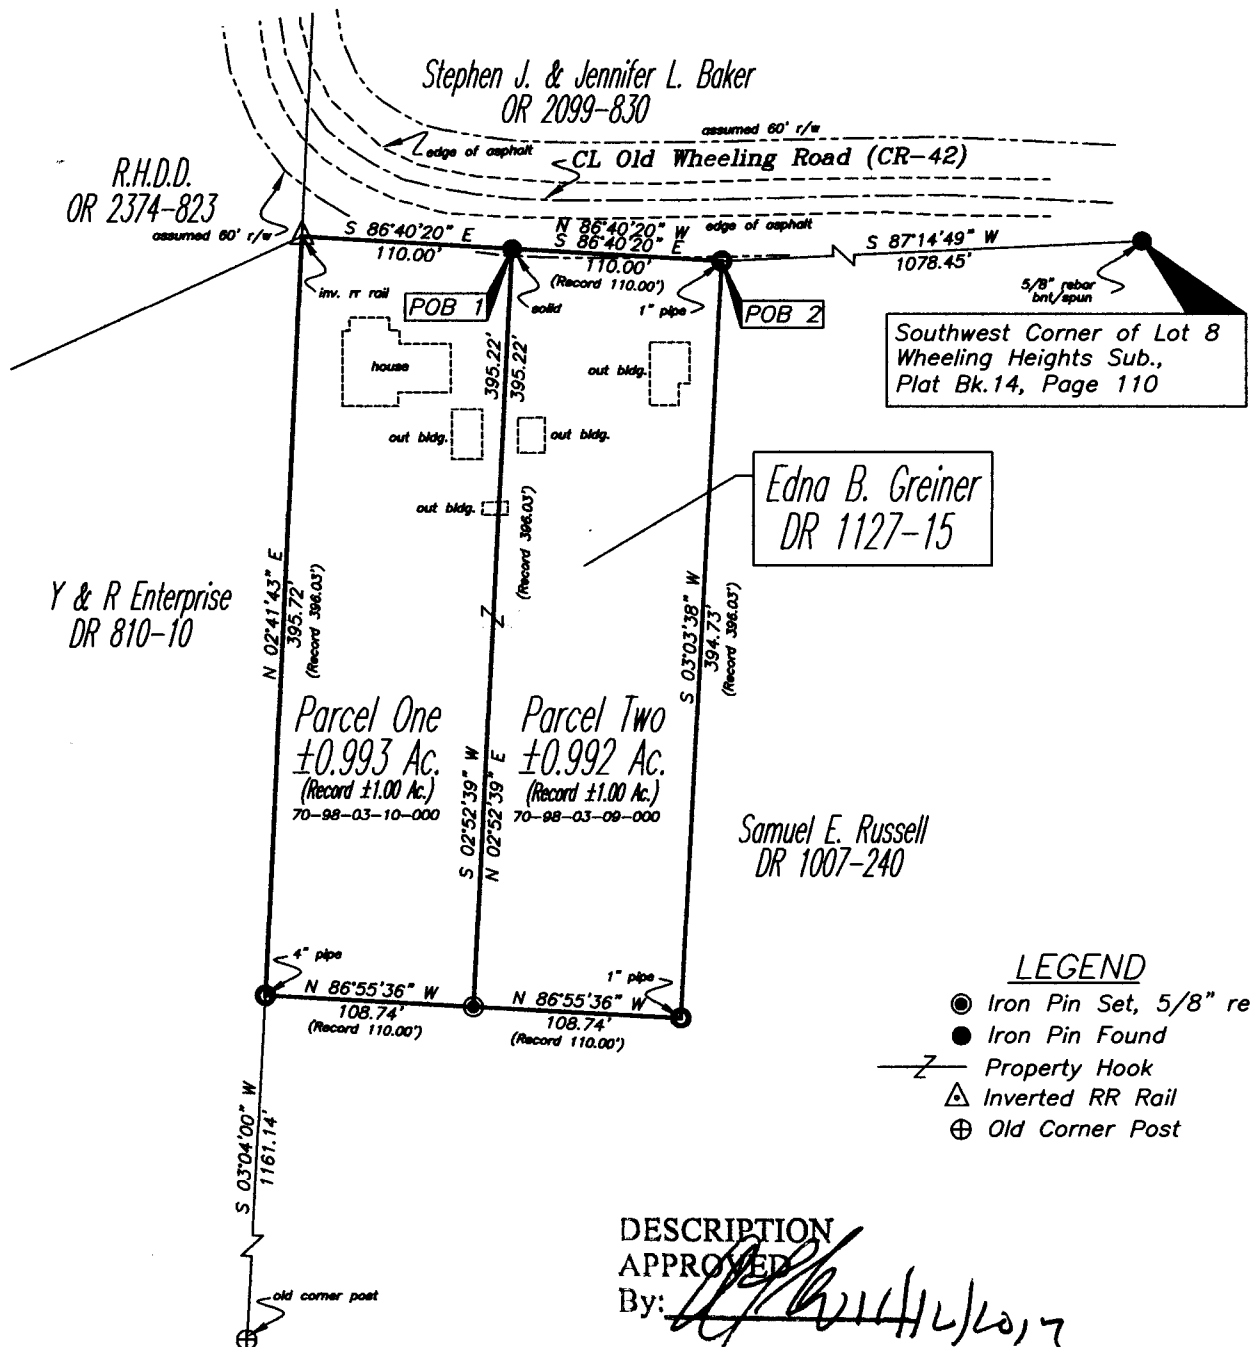 Stephen J. & Jennifer L. Baker
OR 2099-830
assumed 60' r/w
edge of asphalt
CL Old Wheeling Road (CR-42)
R.H.D.D.
OR 2374-823
assumed 60' r/w
S 86°40'20" E
110.00'
N 86°40'20" W
S 86°40'20" E
110.00'
(Record 110.00')
edge of asphalt
S 87°14'49" W
1078.45'
inv. rr rail
POB 1
solid
1" pipe
POB 2
5/8" rebar
bnt/spun
Southwest Corner of Lot 8
Wheeling Heights Sub.,
Plat Bk.14, Page 110
house
395.22'
395.22'
out bldg.
out bldg.
out bldg.
out bldg.
(Record 396.03')
Edna B. Greiner
DR 1127-15
Y & R Enterprise
DR 810-10
N 02°41'43" E
395.72'
(Record 396.03')
S 03°03'38" W
394.73'
(Record 396.03')
Parcel One
±0.993 Ac.
(Record ±1.00 Ac.)
70-98-03-10-000
Parcel Two
±0.992 Ac.
(Record ±1.00 Ac.)
70-98-03-09-000
S 02°52'39" W
N 02°52'39" E
Samuel E. Russell
DR 1007-240
4" pipe
N 86°55'36" W
108.74'
(Record 110.00')
1" pipe
N 86°55'36" W
108.74'
(Record 110.00')
LEGEND
Iron Pin Set, 5/8" re
Iron Pin Found
Z Property Hook
Inverted RR Rail
Old Corner Post
S 03°04'00" W
1161.14'
old corner post
DESCRIPTION
APPROVED
By: